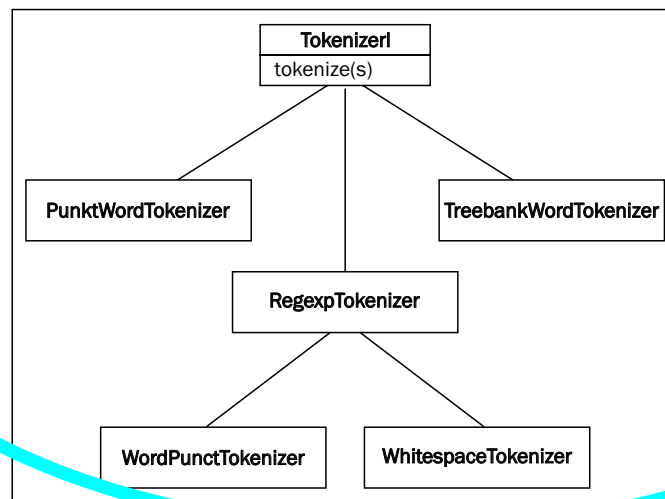 TokenizerI
tokenize(s)
PunktWordTokenizer
TreebankWordTokenizer
RegexpTokenizer
WordPunctTokenizer
WhitespaceTokenizer